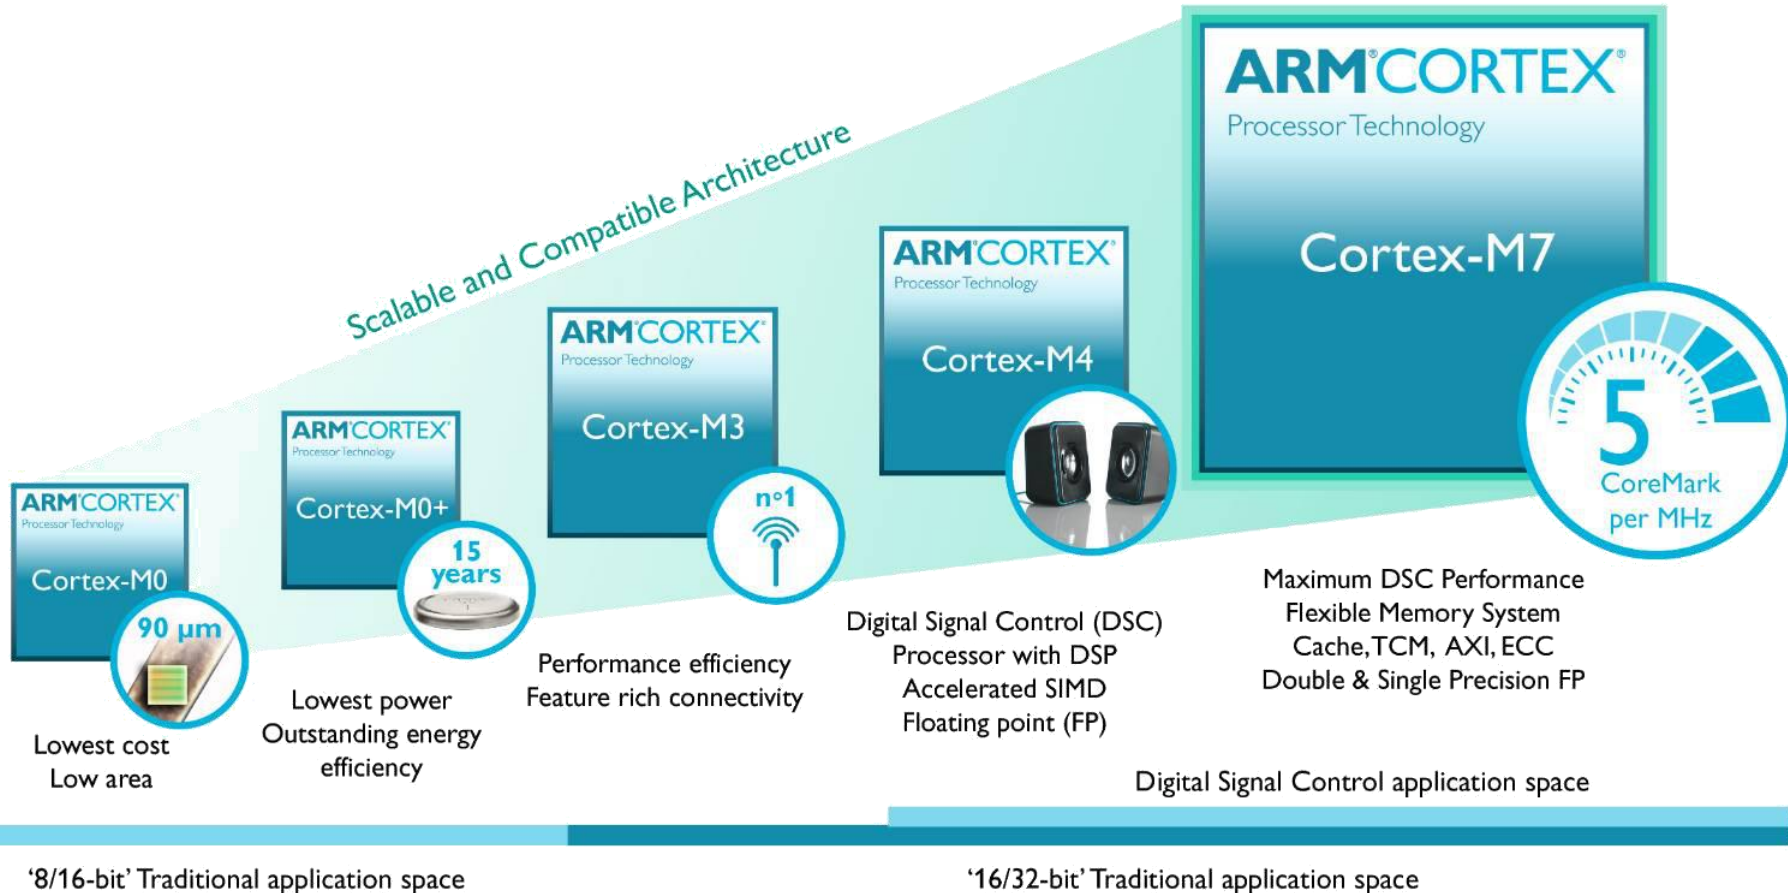 Scalable and Compatible Architecture
ARM®CORTEX®
Processor Technology
Cortex-M0
90 µm
Lowest cost
Low area
ARM®CORTEX®
Processor Technology
Cortex-M0+
15
years
Lowest power
Outstanding energy
efficiency
ARM®CORTEX®
Processor Technology
Cortex-M3
nº1
Performance efficiency
Feature rich connectivity
ARM®CORTEX®
Processor Technology
Cortex-M4
Digital Signal Control (DSC)
Processor with DSP
Accelerated SIMD
Floating point (FP)
ARM®CORTEX®
Processor Technology
Cortex-M7
5
CoreMark
per MHz
Maximum DSC Performance
Flexible Memory System
Cache, TCM, AXI, ECC
Double & Single Precision FP
Digital Signal Control application space
‘8/16-bit’ Traditional application space
‘16/32-bit’ Traditional application space